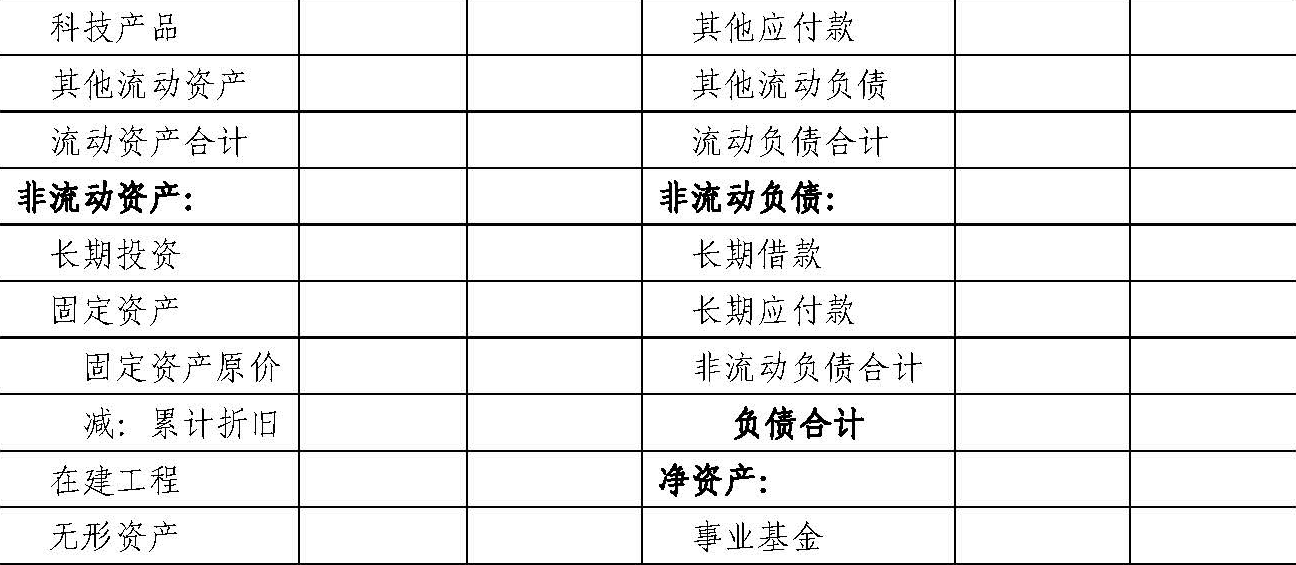 科技产品 其他应付款
其他流动资产 其他流动负债
流动资产合计 流动负债合计
非流动资产： 非流动负债：
长期投资 长期借款
固定资产 长期应付款
固定资产原价 非流动负债合计
减：累计折旧 负债合计
在建工程 净资产：
无形资产 事业基金